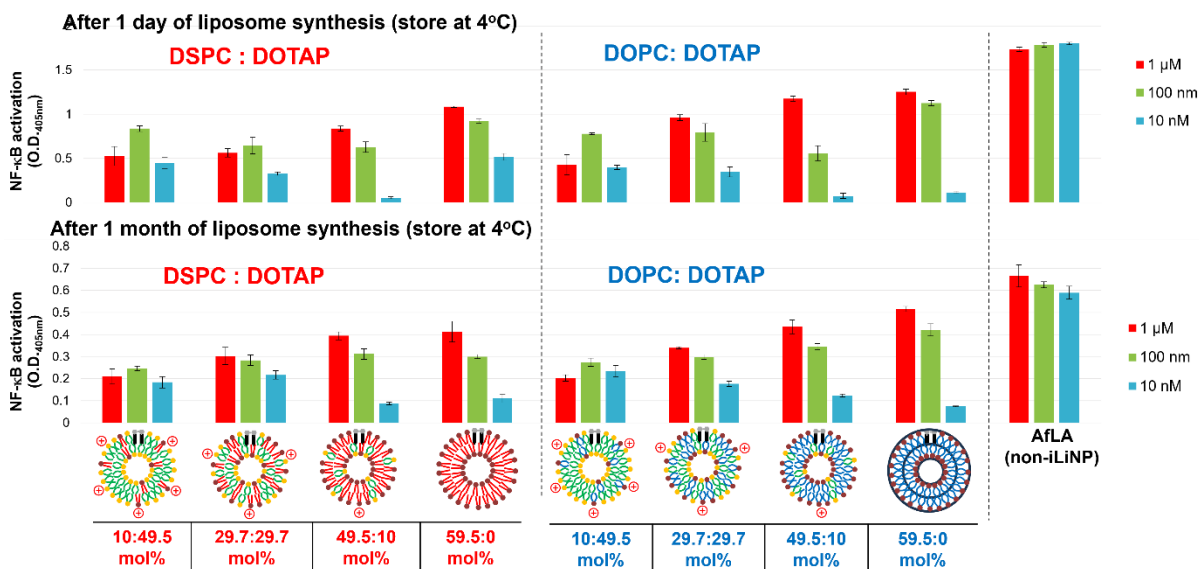 After 1 day of liposome synthesis (store at 4°C)
DSPC : DOTAP
DOPC: DOTAP
NF-κB activation
(O.D.405nm)
2
1.5
1
0.5
0
1 µM
100 nm
10 nM
After 1 month of liposome synthesis (store at 4°C)
DSPC : DOTAP
DOPC: DOTAP
NF-κB activation
(O.D.405nm)
0.8
0.7
0.6
0.5
0.4
0.3
0.2
0.1
0
1 µM
100 nm
10 nM
AfLA
(non-iLiNP)
10:49.5
mol%
29.7:29.7
mol%
49.5:10
mol%
59.5:0
mol%
10:49.5
mol%
29.7:29.7
mol%
49.5:10
mol%
59.5:0
mol%